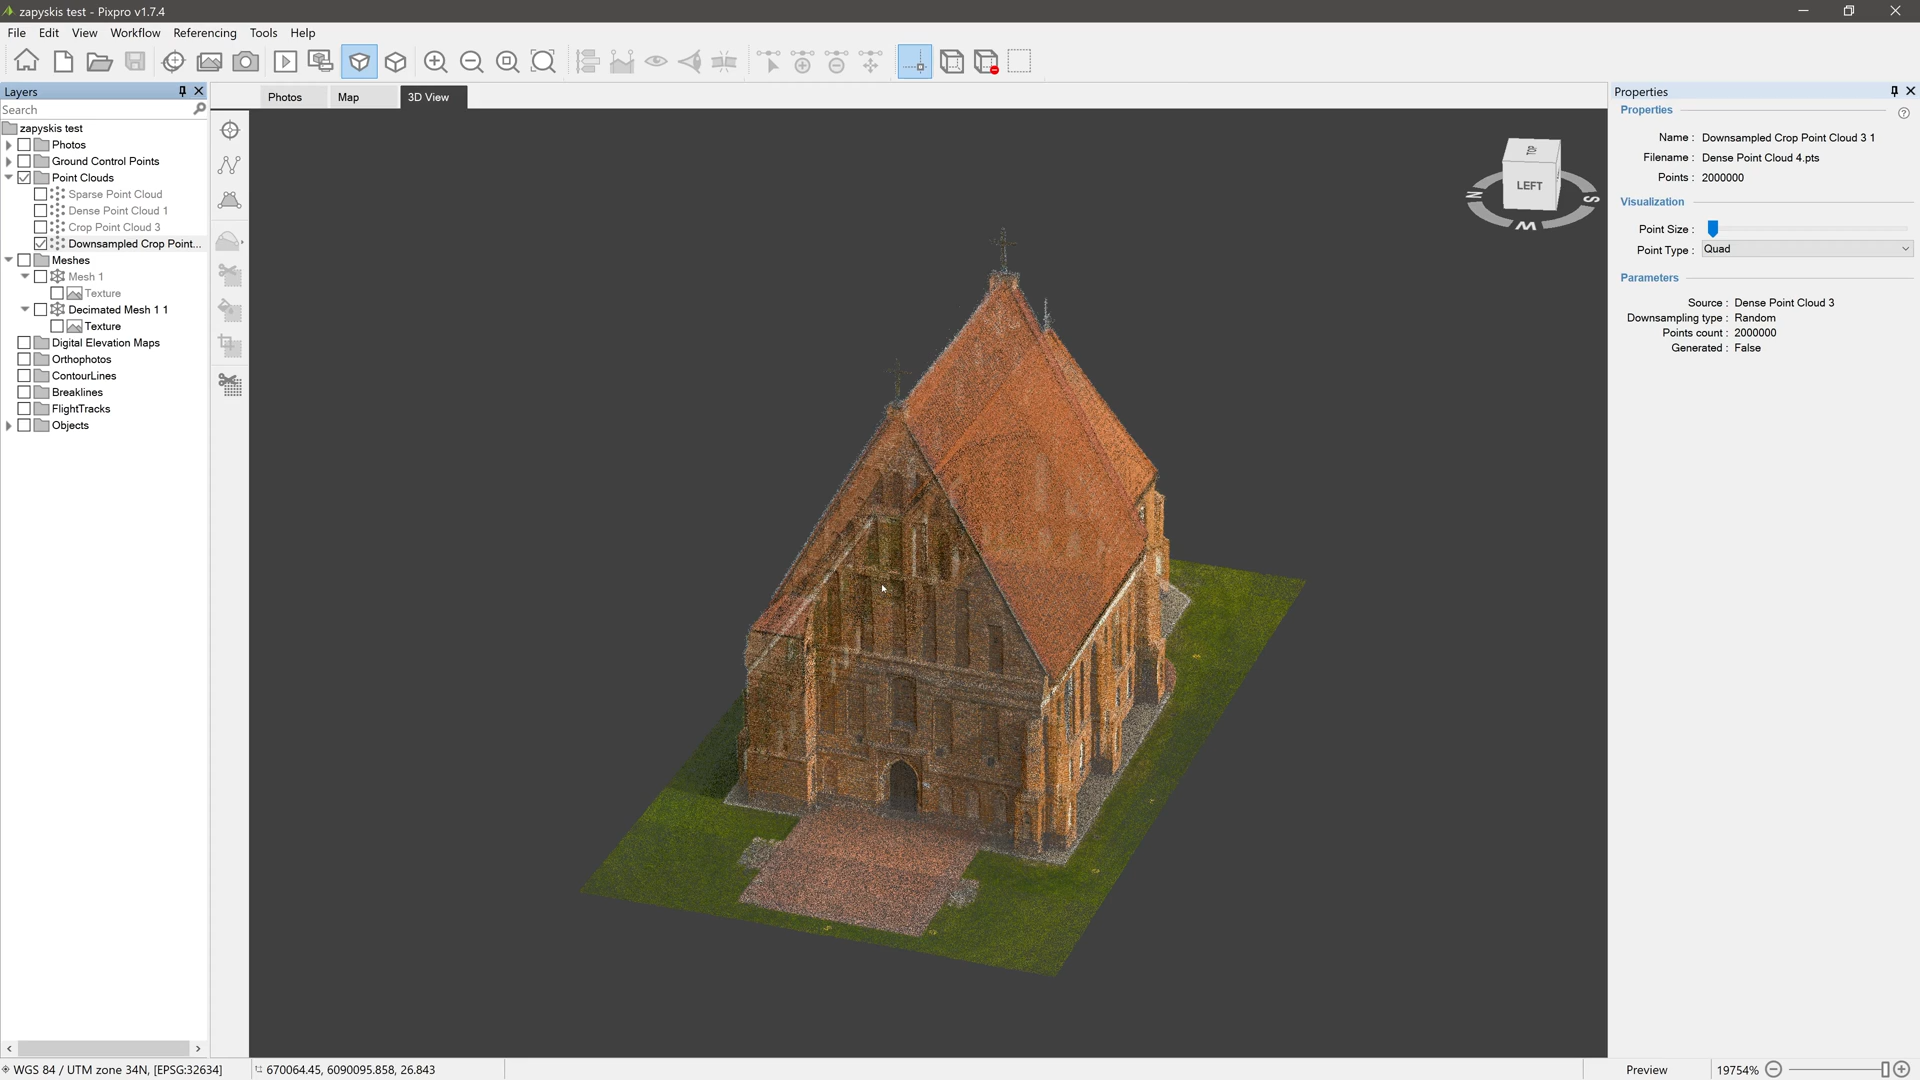 zapyskis test - Pixpro v1.7.4
File Edit View Workflow Referencing Tools Help
Layers
Search
zapyskis test
Photos
Ground Control Points
Point Clouds
Sparse Point Cloud
Dense Point Cloud 1
Crop Point Cloud 3
Downsampled Crop Point...
Meshes
Mesh 1
Texture
Decimated Mesh 1 1
Texture
Digital Elevation Maps
Orthophotos
ContourLines
Breaklines
FlightTracks
Objects
Photos Map 3D View
TOP
LEFT
N W S
Properties
Properties
Name : Downsampled Crop Point Cloud 3 1
Filename : Dense Point Cloud 4.pts
Points : 2000000
Visualization
Point Size :
Point Type : Quad
Parameters
Source : Dense Point Cloud 3
Downsampling type : Random
Points count : 2000000
Generated : False
WGS 84 / UTM zone 34N, [EPSG:32634] 670064.45, 6090095.858, 26.843 Preview 19754%